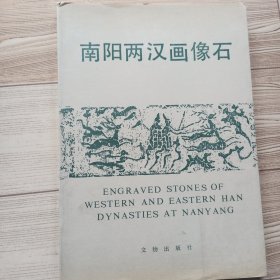 南阳两汉画像石
ENGRAVED STONES OF
WESTERN AND EASTERN HAN
DYNASTIES AT NANYANG
文物出版社